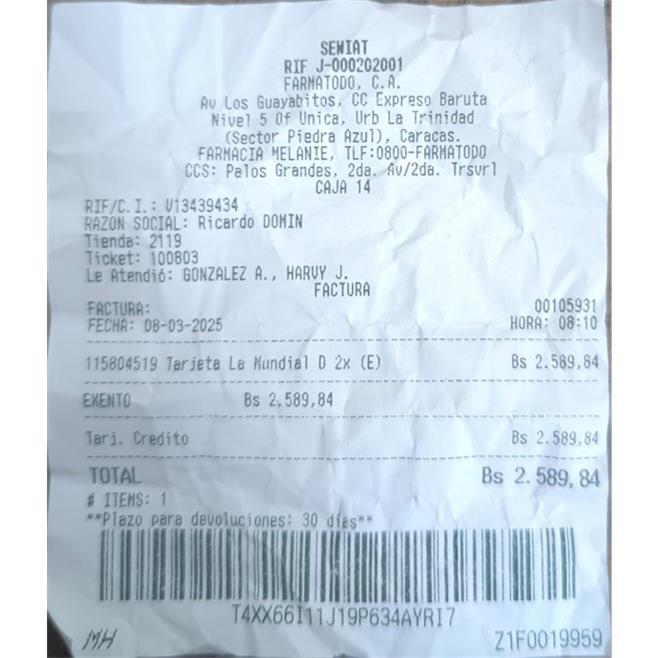 SENIAT
RIF J-000202001
FARMATODO, C.A.
Av Los Guayabitos, CC Expreso Baruta
Nivel 5 Of Unica, Urb La Trinidad
(Sector Piedra Azul), Caracas.
FARMACIA MELANIE, TLF:0800-FARMATODO
CCS: Palos Grandes, 2da. Av/2da. Trsvrl
CAJA 14
RIF/C.I.: V13439434
RAZON SOCIAL: Ricardo DOMIN
Tienda: 2119
Ticket: 100803
Le Atendió: GONZALEZ A., HARVY J.
FACTURA
FACTURA: 00105931
FECHA: 08-03-2025 HORA: 08:10
115804519 Tarjeta La Mundial D 2x (E) Bs 2.589,84
EXENTO Bs 2.589,84
Tarj. Credito Bs 2.589,84
TOTAL Bs 2.589,84
# ITEMS: 1
**Plazo para devoluciones: 30 dias**
T4XX66I11J19P634AYRI7
MH Z1F0019959